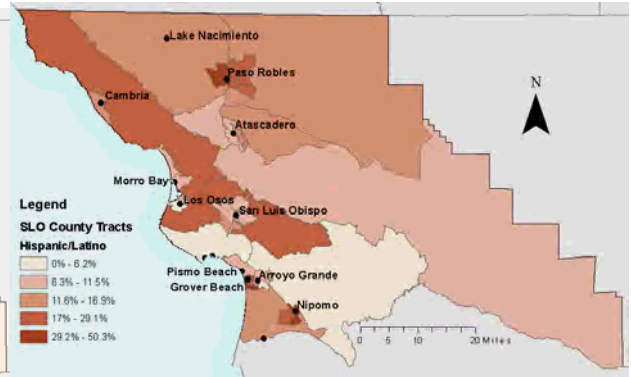 Lake Nacimiento
Paso Robles
Cambria
Atascadero
Morro Bay
Los Osos
San Luis Obispo
Pismo Beach
Arroyo Grande
Grover Beach
Nipomo
N
Legend
SLO County Tracts
Hispanic/Latino
0% - 6.2%
6.3% - 11.5%
11.6% - 16.9%
17% - 29.1%
29.2% - 50.3%
0 5 10 20 Miles